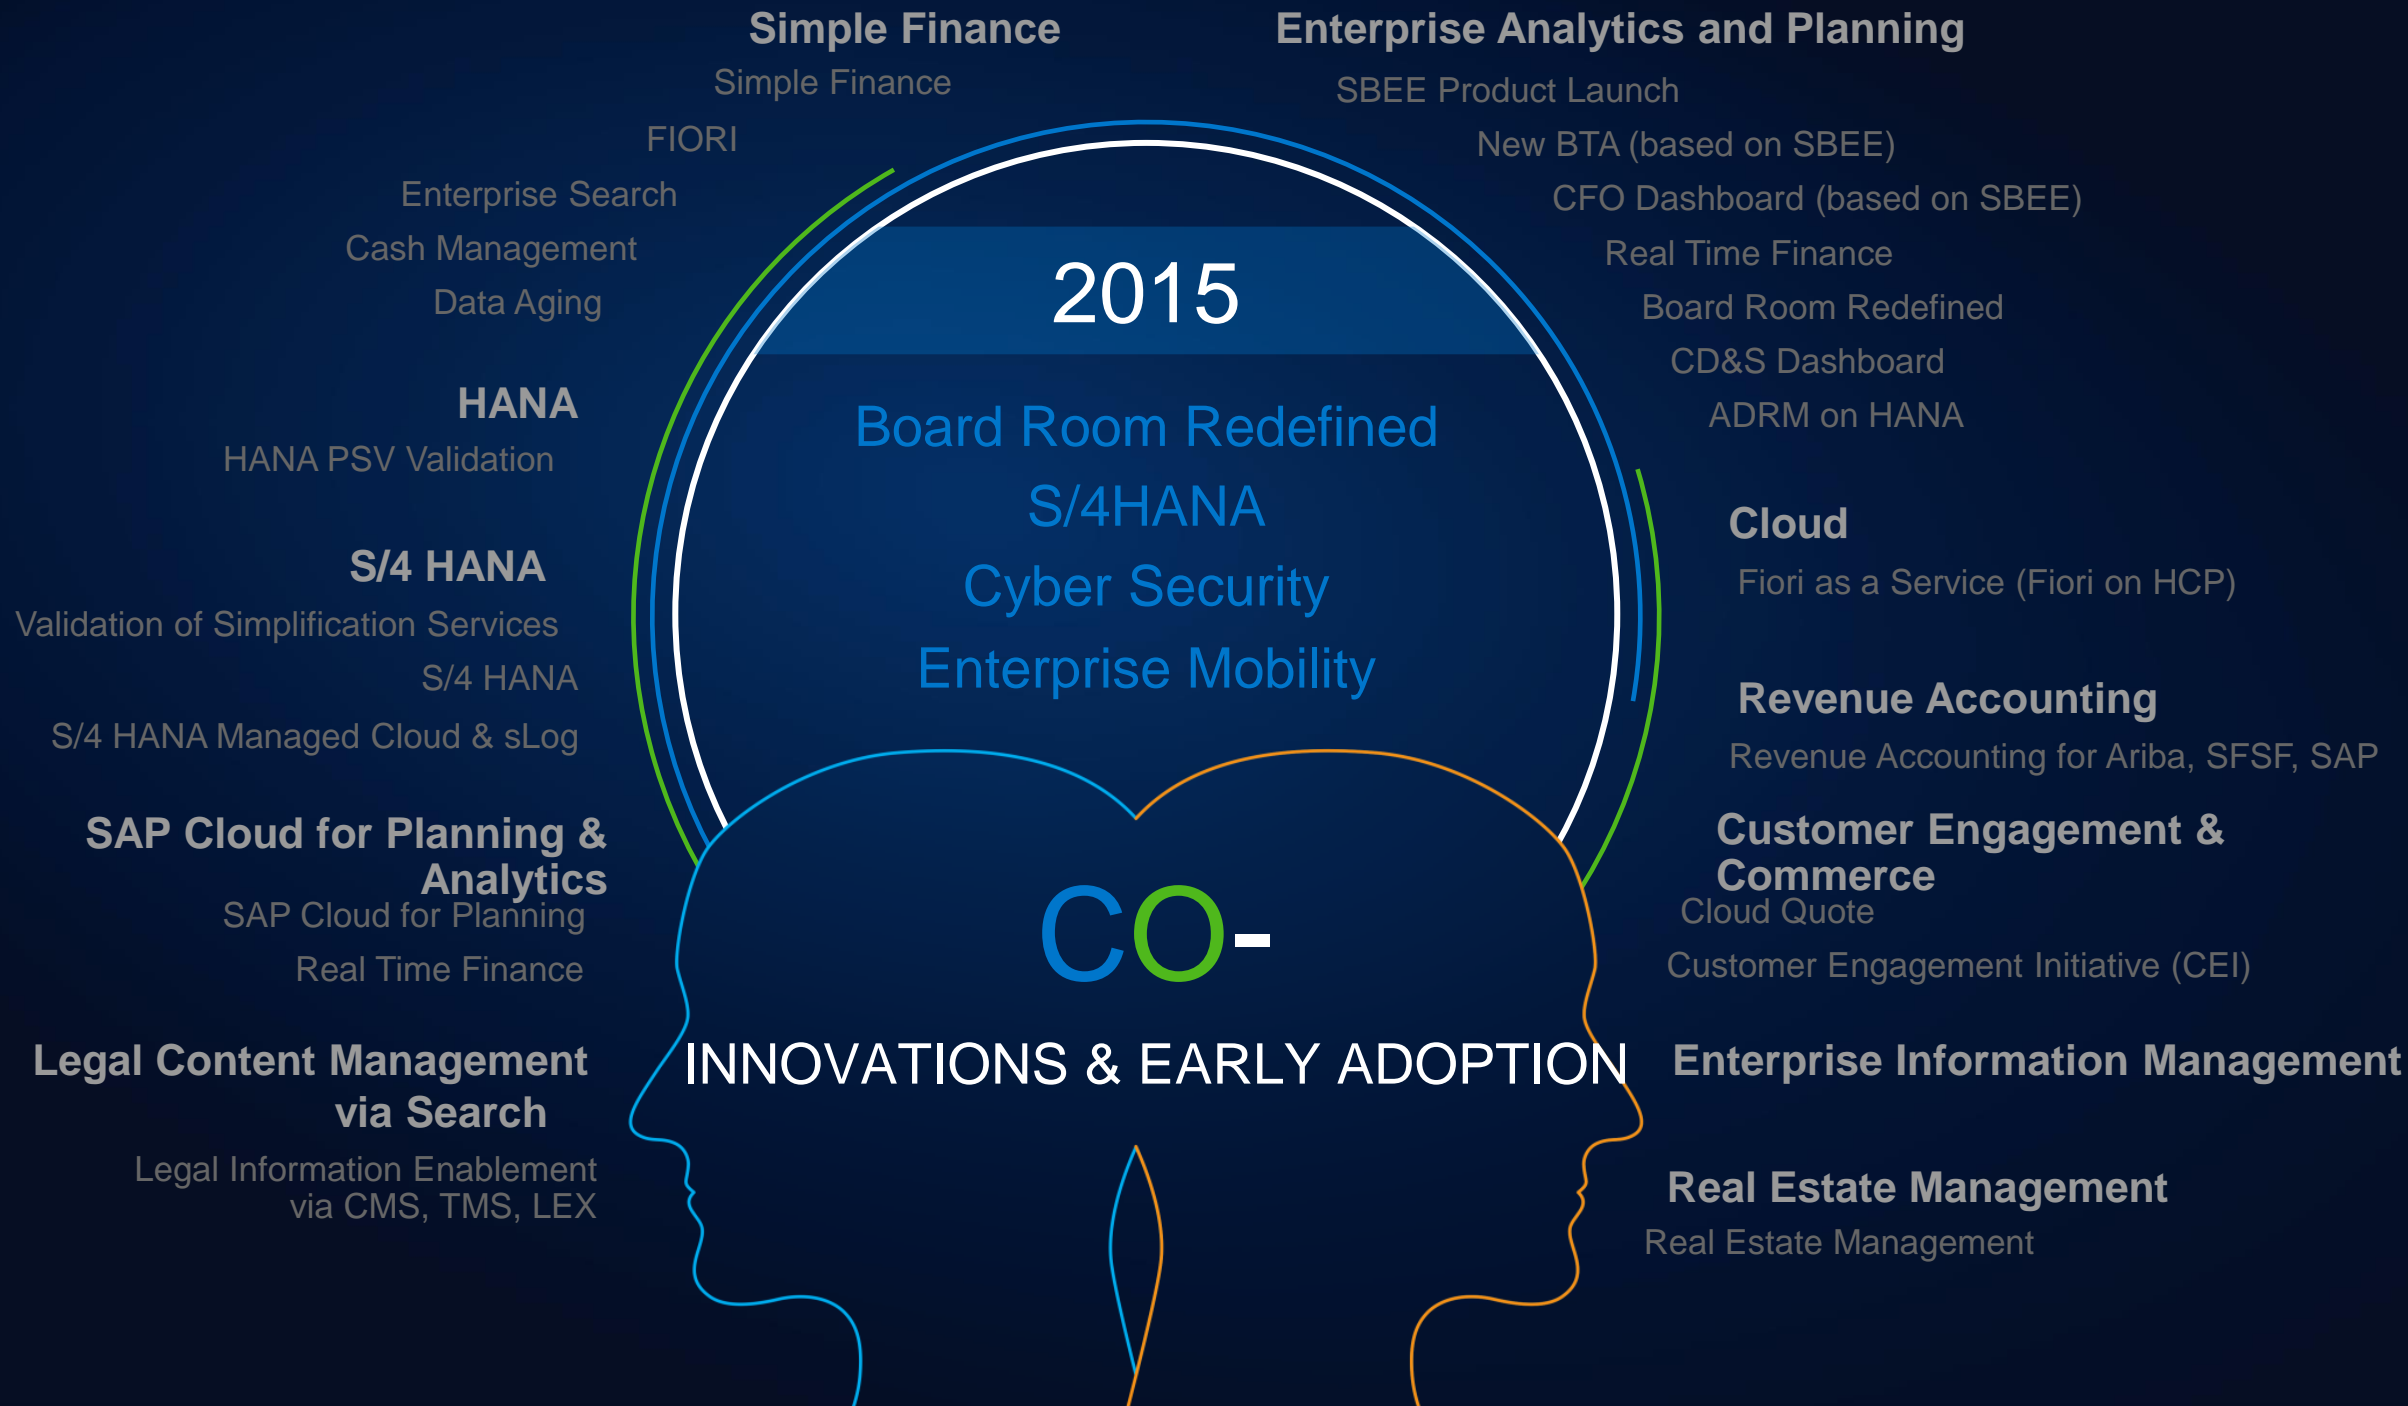 Simple Finance
Simple Finance
FIORI
Enterprise Search
Cash Management
Data Aging
HANA
HANA PSV Validation
S/4 HANA
Validation of Simplification Services
S/4 HANA
S/4 HANA Managed Cloud & sLog
SAP Cloud for Planning &
Analytics
SAP Cloud for Planning
Real Time Finance
Legal Content Management
via Search
Legal Information Enablement
via CMS, TMS, LEX
2015
Board Room Redefined
S/4HANA
Cyber Security
Enterprise Mobility
CO-
INNOVATIONS & EARLY ADOPTION
Enterprise Analytics and Planning
SBEE Product Launch
New BTA (based on SBEE)
CFO Dashboard (based on SBEE)
Real Time Finance
Board Room Redefined
CD&S Dashboard
ADRM on HANA
Cloud
Fiori as a Service (Fiori on HCP)
Revenue Accounting
Revenue Accounting for Ariba, SFSF, SAP
Customer Engagement &
Commerce
Cloud Quote
Customer Engagement Initiative (CEI)
Enterprise Information Management
Real Estate Management
Real Estate Management